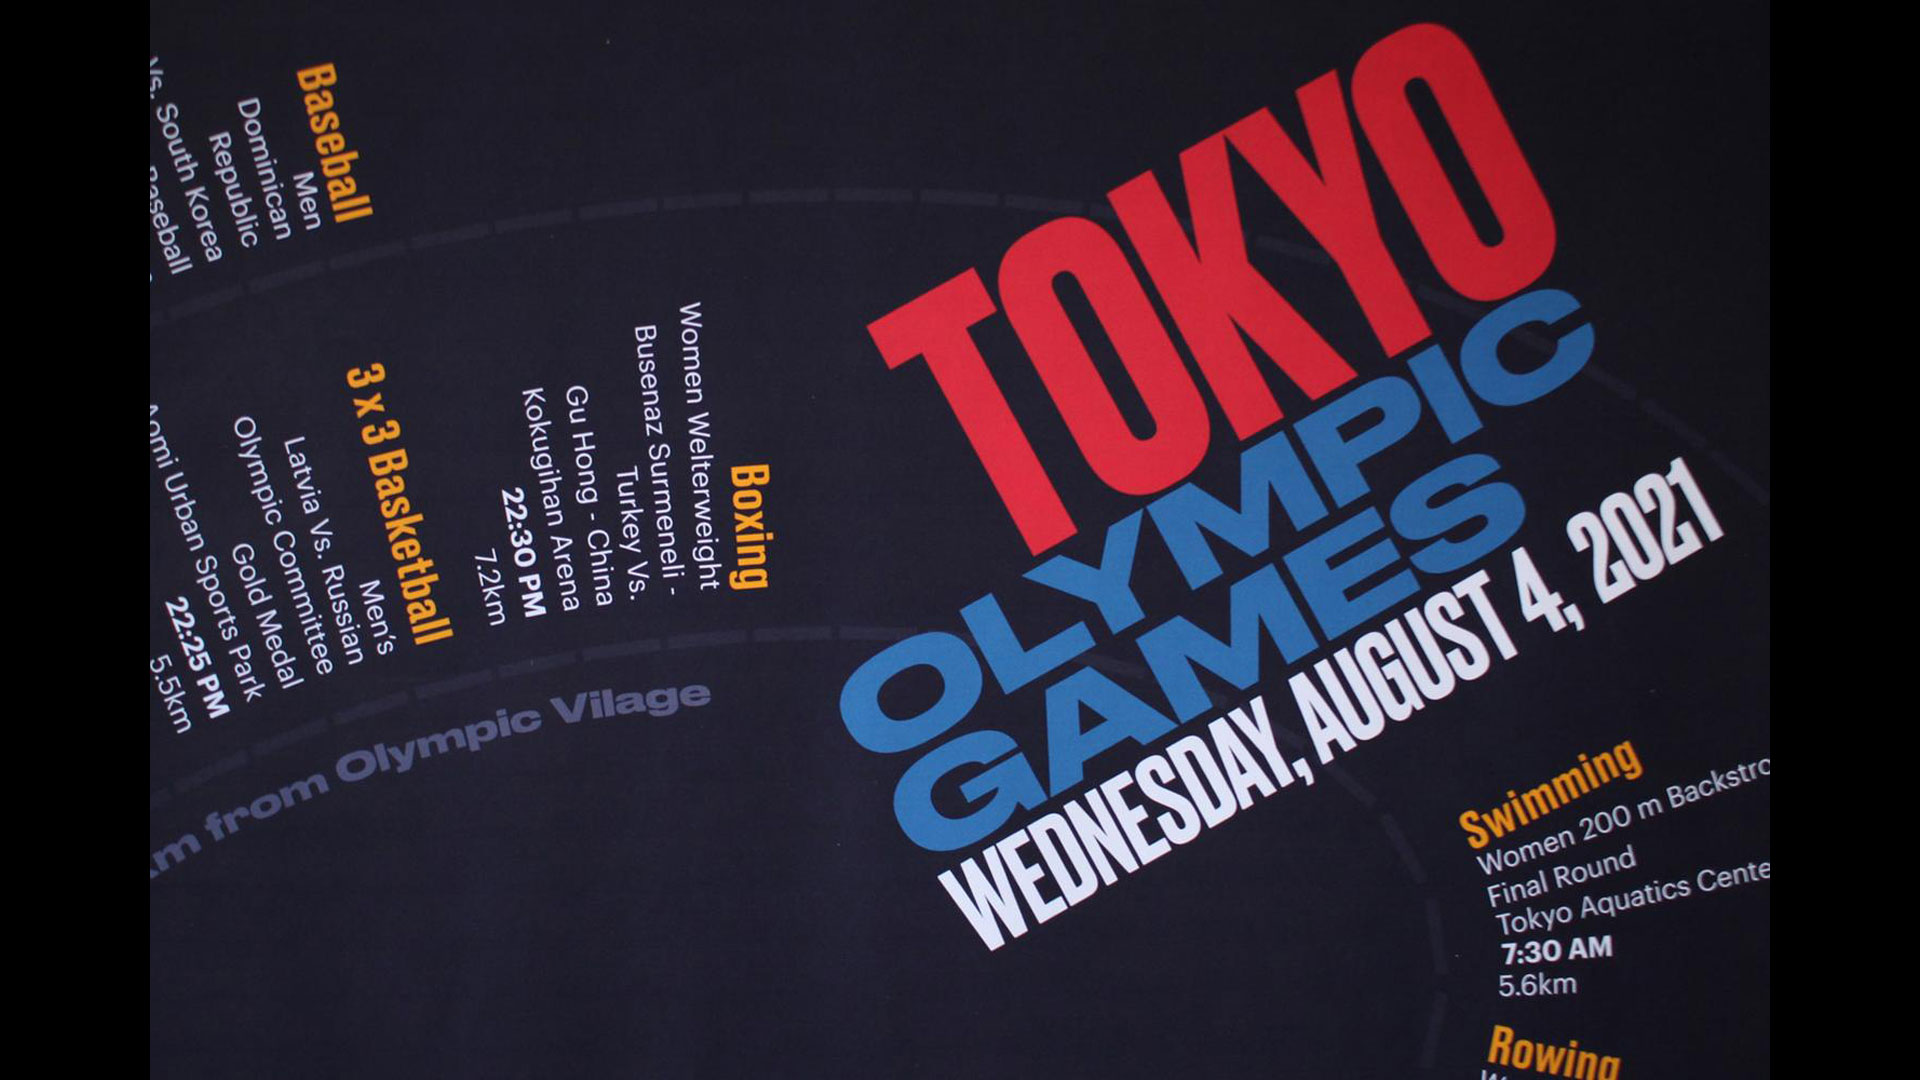 TOKYO
OLYMPIC
GAMES
WEDNESDAY, AUGUST 4, 2021
Baseball
Men
Dominican
Republic
Vs. South Korea
Baseball
3 x 3 Basketball
Men's
Latvia Vs. Russian
Olympic Committee
Gold Medal
Urban Sports Park
22:25 PM
5.5km
Boxing
Women Welterweight
Busenaz Surmeneli -
Turkey Vs.
Gu Hong - China
Kokugihan Arena
22:30 PM
7.2km
from Olympic Vilage
Swimming
Women 200 m
Final Round
Tokyo Aquatics
7:30 AM
5.6km
Rowing